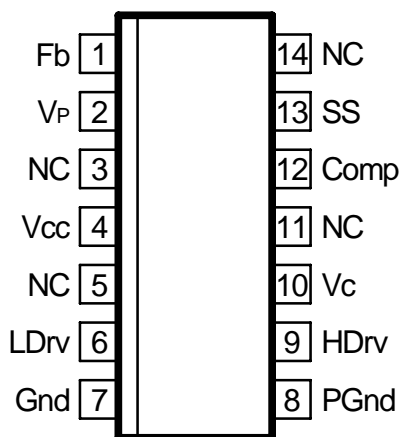 Fb 1 14 NC
VP 2 13 SS
NC 3 12 Comp
Vcc 4 11 NC
NC 5 10 Vc
LDrv 6 9 HDrv
Gnd 7 8 PGnd